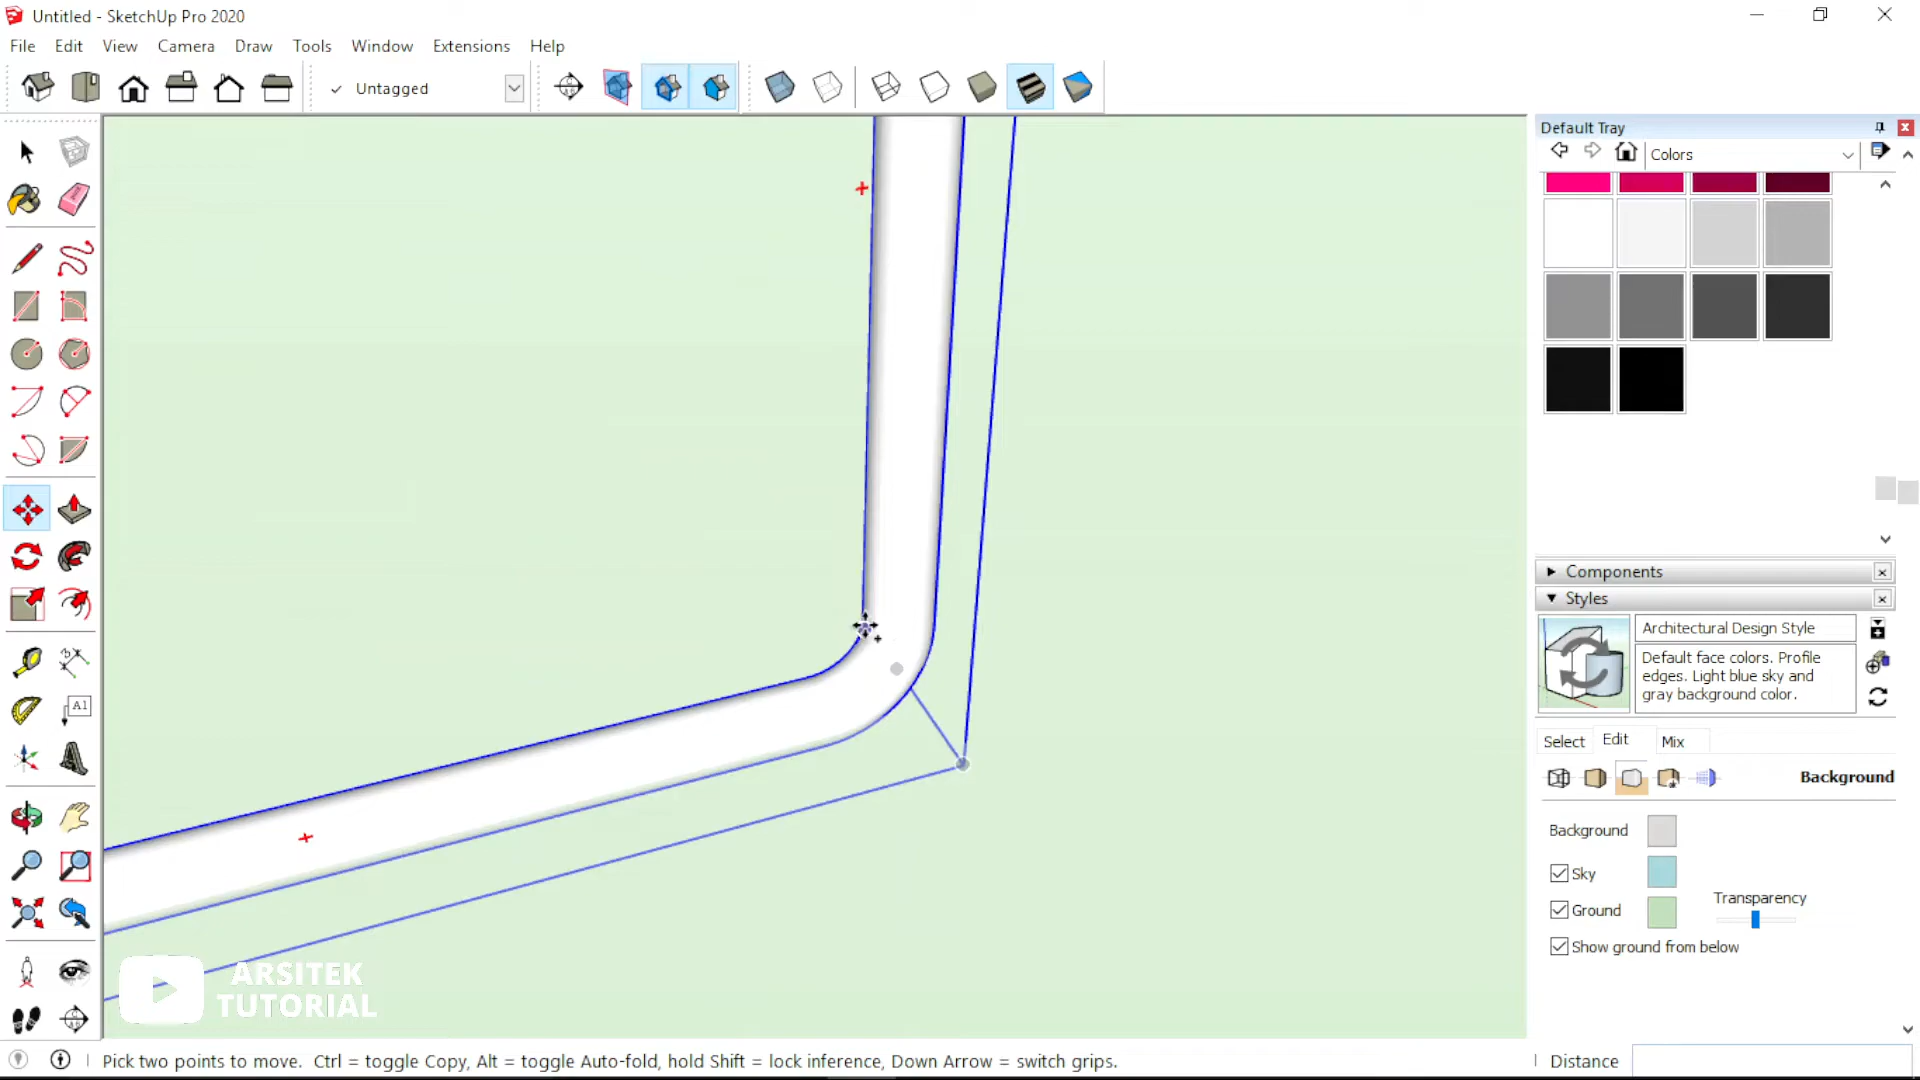 Untitled - SketchUp Pro 2020
File Edit View Camera Draw Tools Window Extensions Help
Untagged
Default Tray
Colors
Components
Styles
Architectural Design Style
Default face colors. Profile
edges. Light blue sky and
gray background color.
Select Edit Mix
Background
Background
Sky
Transparency
Ground
Show ground from below
A1
ARSITEK
TUTORIAL
Pick two points to move. Ctrl = toggle Copy, Alt = toggle Auto-fold, hold Shift = lock inference, Down Arrow = switch grips.
Distance